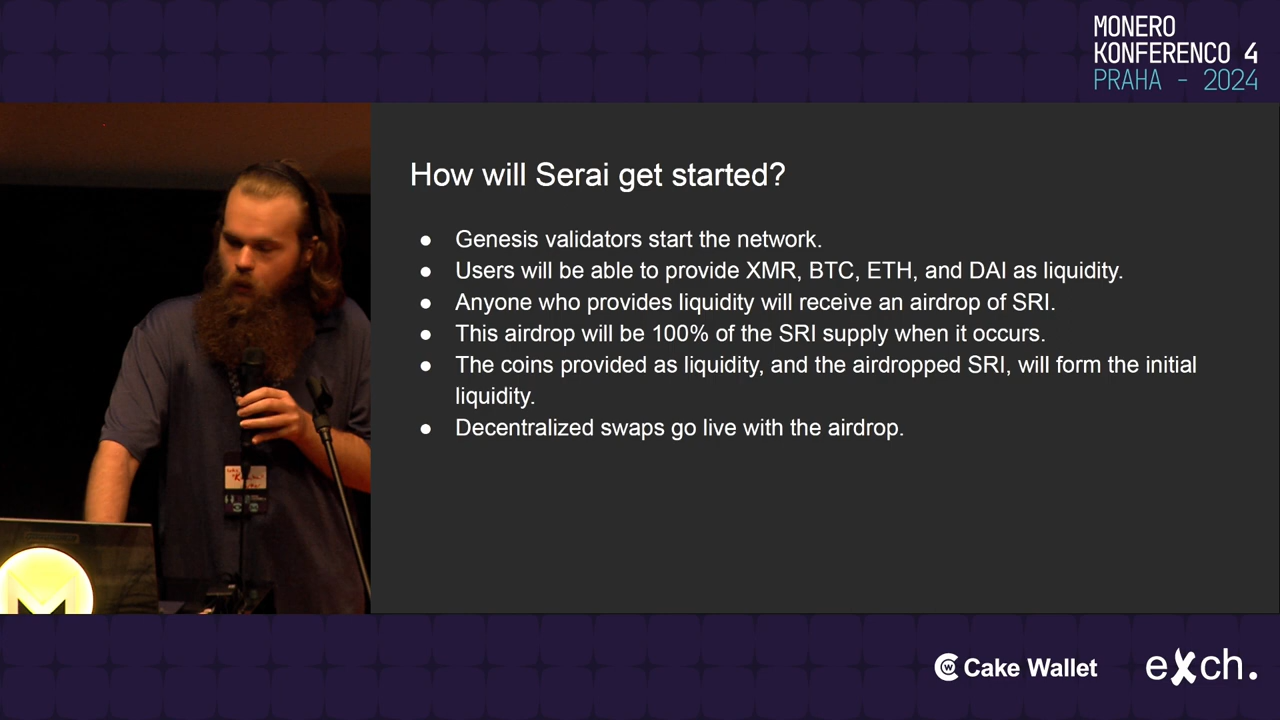 MONERO
KONFERENCO 4
PRAHA - 2024
How will Serai get started?
● Genesis validators start the network.
● Users will be able to provide XMR, BTC, ETH, and DAI as liquidity.
● Anyone who provides liquidity will receive an airdrop of SRI.
● This airdrop will be 100% of the SRI supply when it occurs.
● The coins provided as liquidity, and the airdropped SRI, will form the initial
liquidity.
● Decentralized swaps go live with the airdrop.
Cake Wallet
exch.